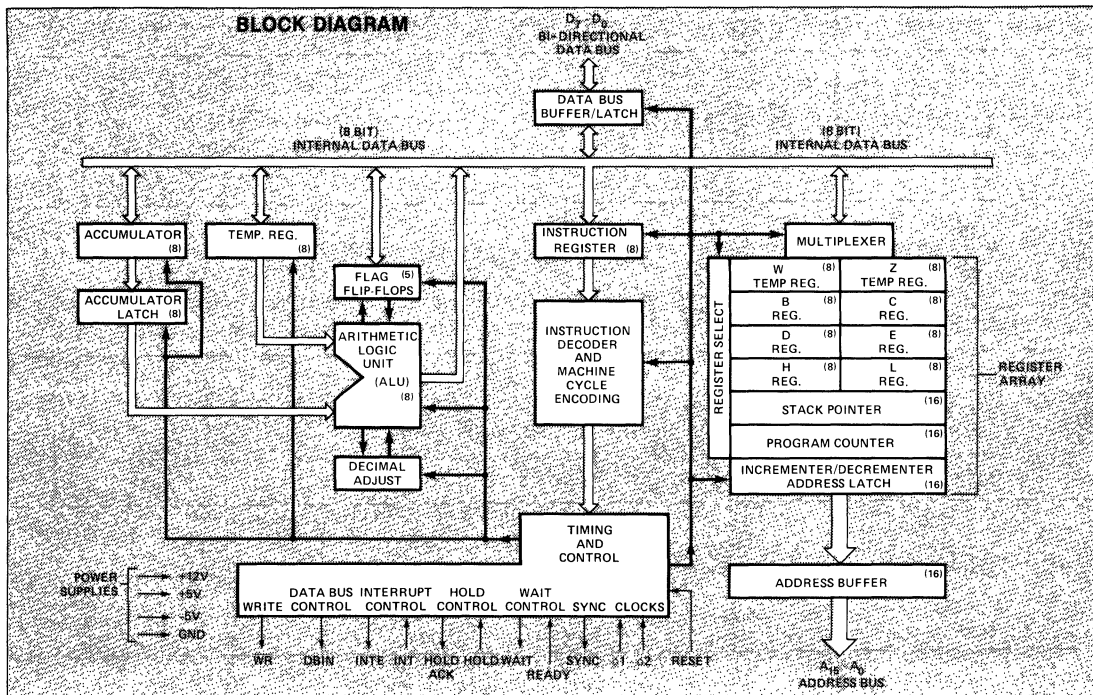 BLOCK DIAGRAM
D7 D0
BI-DIRECTIONAL
DATA BUS
DATA BUS
BUFFER/LATCH
(8 BIT)
INTERNAL DATA BUS
(8 BIT)
INTERNAL DATA BUS
ACCUMULATOR
(8)
TEMP. REG.
(8)
INSTRUCTION
REGISTER (8)
MULTIPLEXER
ACCUMULATOR
LATCH (8)
FLAG (5)
FLIP-FLOPS
ARITHMETIC
LOGIC
UNIT
(ALU)
(8)
DECIMAL
ADJUST
INSTRUCTION
DECODER
AND
MACHINE
CYCLE
ENCODING
REGISTER SELECT
W (8)
TEMP REG.
Z (8)
TEMP REG.
B (8)
REG.
C (8)
REG.
D (8)
REG.
E (8)
REG.
H (8)
REG.
L (8)
REG.
STACK POINTER (16)
PROGRAM COUNTER (16)
INCREMENTER/DECREMENTER
ADDRESS LATCH (16)
REGISTER
ARRAY
TIMING
AND
CONTROL
ADDRESS BUFFER (16)
A15 A0
ADDRESS BUS
POWER
SUPPLIES
+12V
+5V
-5V
GND
WRITE
DATA BUS
CONTROL
INTERRUPT
CONTROL
HOLD
CONTROL
WAIT
CONTROL
SYNC
CLOCKS
WR
DBIN
INTE
INT
HOLD
ACK
HOLD
WAIT
READY
SYNC
ø1
ø2
RESET